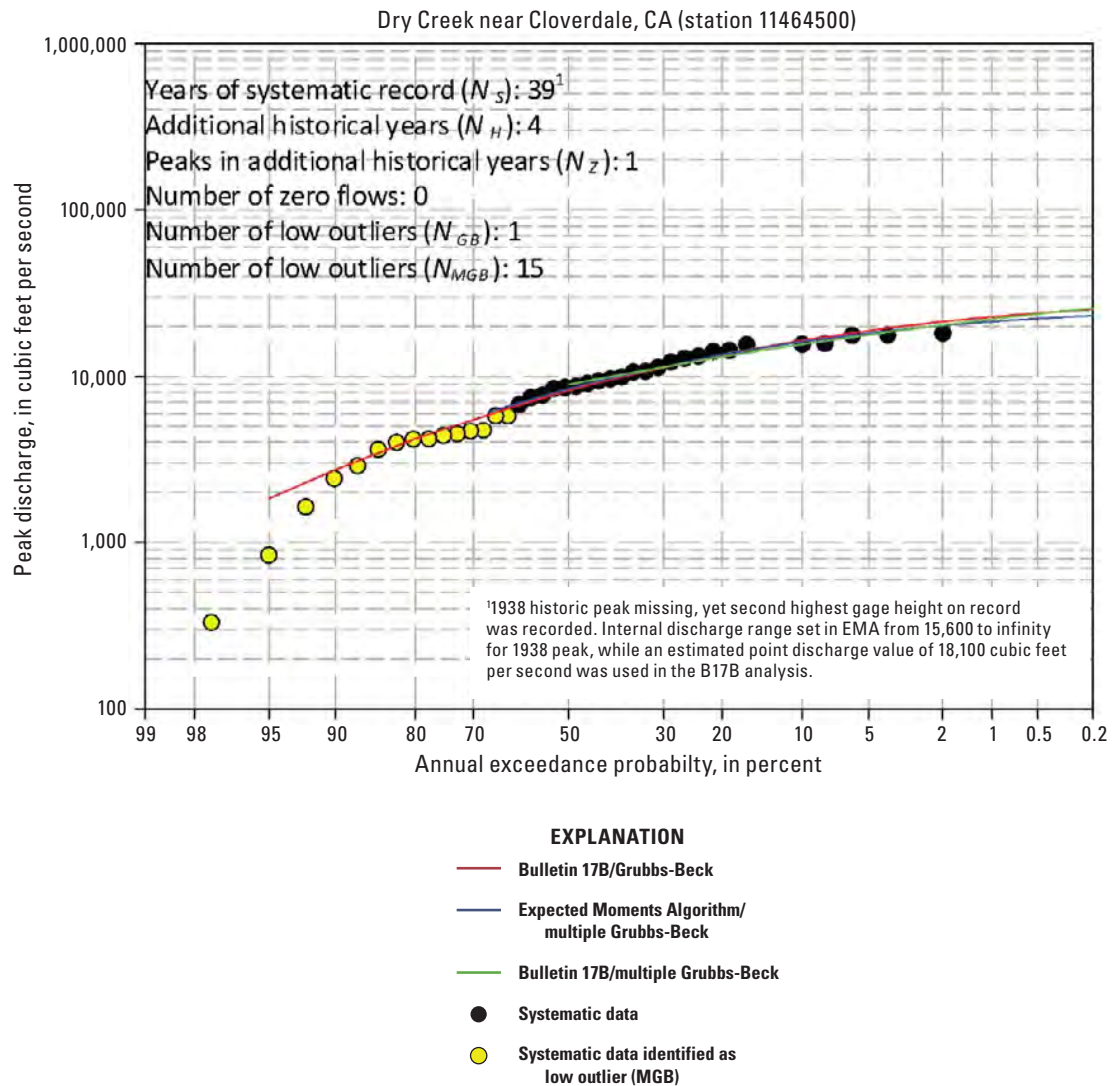 Dry Creek near Cloverdale, CA (station 11464500)
1,000,000
100,000
10,000
1,000
100
Peak discharge, in cubic feet per second
Years of systematic record (N S): 39¹
Additional historical years (N H): 4
Peaks in additional historical years (N Z): 1
Number of zero flows: 0
Number of low outliers (N GB): 1
Number of low outliers (N MGB): 15
¹1938 historic peak missing, yet second highest gage height on record
was recorded. Internal discharge range set in EMA from 15,600 to infinity
for 1938 peak, while an estimated point discharge value of 18,100 cubic feet
per second was used in the B17B analysis.
99 98 95 90 80 70 50 30 20 10 5 2 1 0.5 0.2
Annual exceedance probabilty, in percent
EXPLANATION
Bulletin 17B/Grubbs-Beck
Expected Moments Algorithm/
multiple Grubbs-Beck
Bulletin 17B/multiple Grubbs-Beck
Systematic data
Systematic data identified as
low outlier (MGB)